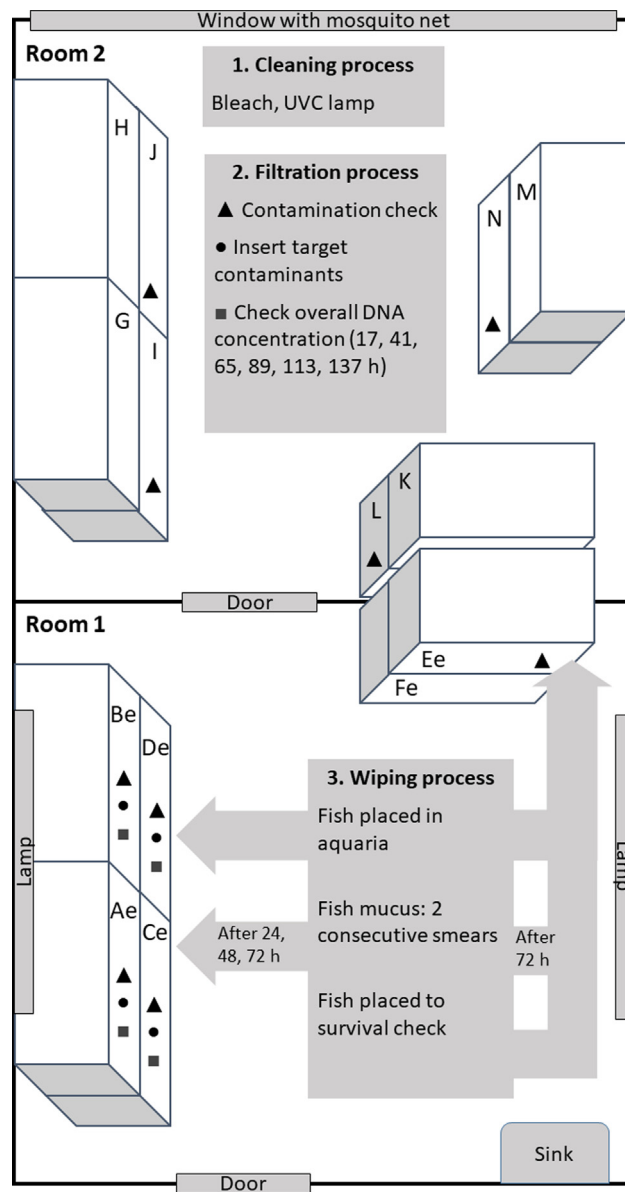 Window with mosquito net
Room 2
1. Cleaning process
Bleach, UVC lamp
H
J
2. Filtration process
▲ Contamination check
● Insert target
contaminants
■ Check overall DNA
concentration (17, 41,
65, 89, 113, 137 h)
N
M
G
I
K
L
Door
Room 1
Ee
Fe
Be
De
3. Wiping process
Fish placed in
aquaria
Lamp
Lamp
Ae
Ce
After 24,
48, 72 h
Fish mucus: 2
consecutive smears
After
72 h
Fish placed to
survival check
Sink
Door